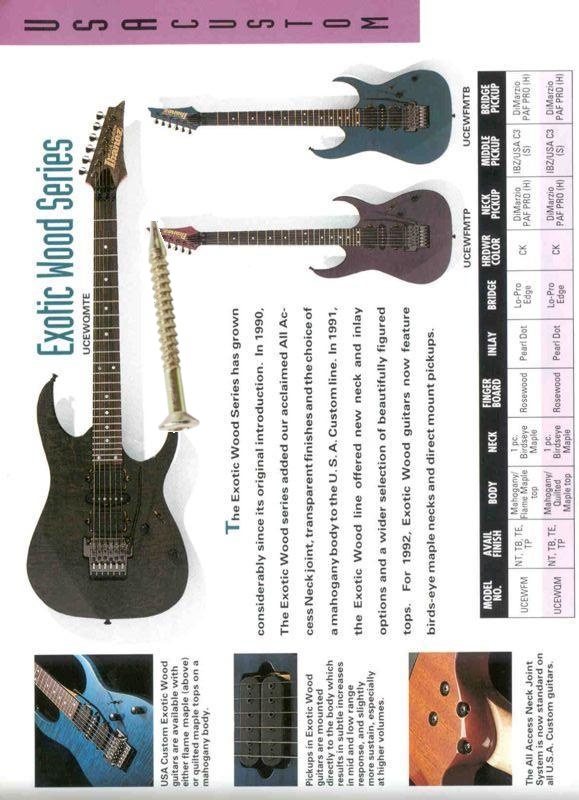 USA CUSTOM
Exotic Wood Series
UCEWQMTE
Ibanez
UCEWFMTP
UCEWFMTB
The Exotic Wood Series has grown
considerably since its original introduction. In 1990,
The Exotic Wood series added our acclaimed All Ac-
cess Neck joint, transparent finishes and the choice of
a mahogany body to the U. S. A. Custom line. In 1991,
the Exotic Wood line offered new neck and inlay
options and a wider selection of beautifully figured
tops. For 1992, Exotic Wood guitars now feature
birds-eye maple necks and direct mount pickups.
USA Custom Exotic Wood
guitars are available with
either flame maple (above)
or quilted maple tops on a
mahogany body.
Pickups in Exotic Wood
guitars are mounted
directly to the body which
results in subtle increases
in mid and low range
response, and slightly
more sustain, especially
at higher volumes.
The All Access Neck Joint
System is now standard on
all U.S.A. Custom guitars.
MODEL NO. AVAIL FINISH BODY NECK FINGER BOARD INLAY BRIDGE HRDWR COLOR NECK PICKUP MIDDLE PICKUP BRIDGE PICKUP
UCEWFM NT, TB, TE, TP Mahogany/ Flame Maple top 1 pc. Birdseye Maple Rosewood Pearl Dot Lo-Pro Edge CK DiMarzio PAF PRO (H) IBZ/USA C3 (S) DiMarzio PAF PRO (H)
UCEWQM NT, TB, TE, TP Mahogany/ Quilted Maple top 1 pc. Birdseye Maple Rosewood Pearl Dot Lo-Pro Edge CK DiMarzio PAF PRO (H) IBZ/USA C3 (S) DiMarzio PAF PRO (H)